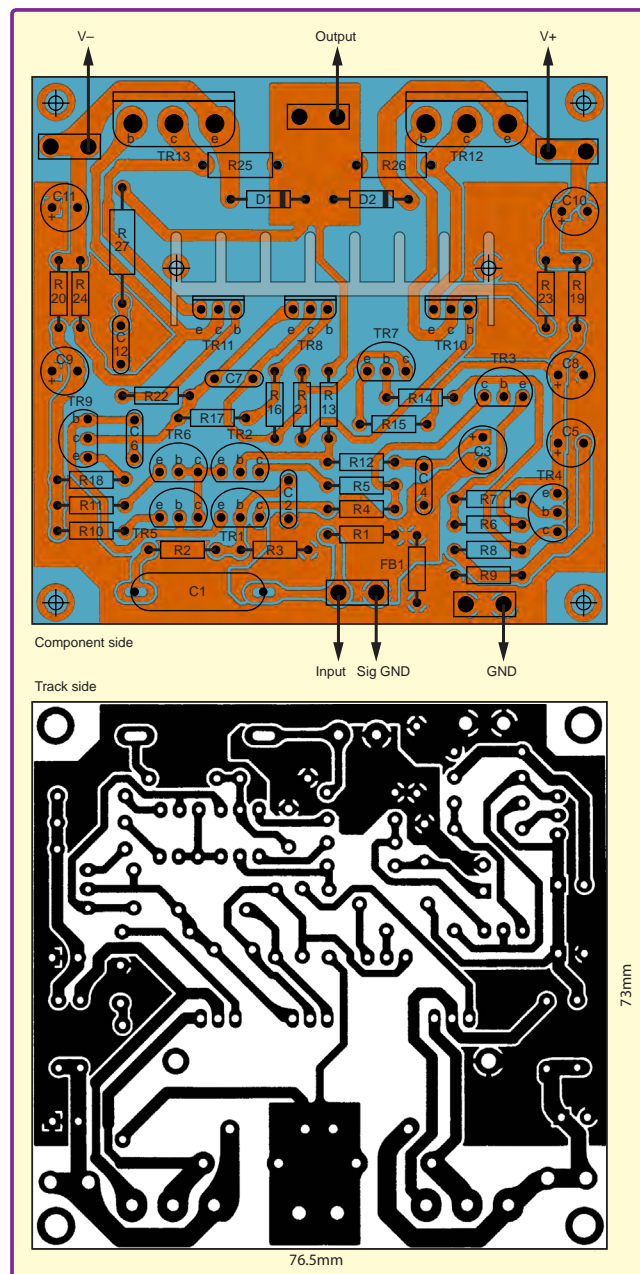 V– Output V+
b c e b c e
TR13 R25 R26 TR12
D1 D2
C11 C10
R
27
R R R R
20 24 23 19
e c b e c b e c b
C
12
TR11 TR8 TR7 TR10
e b c TR3
C9 C7 C8
R22 R R R R14 c b e
16 21 13
TR9 R17 R15 C5
b c e C
6
TR6 TR2 C3
R18 e b c e b c R12 C
4
TR4
R11 C
2
R5 R7 e
R10 e b c e b c R4 R6 b
TR5 TR1 R1 c
R2 R3 FB1 R8
C1 R9
Component side
Input Sig GND GND
Track side
73mm
76.5mm